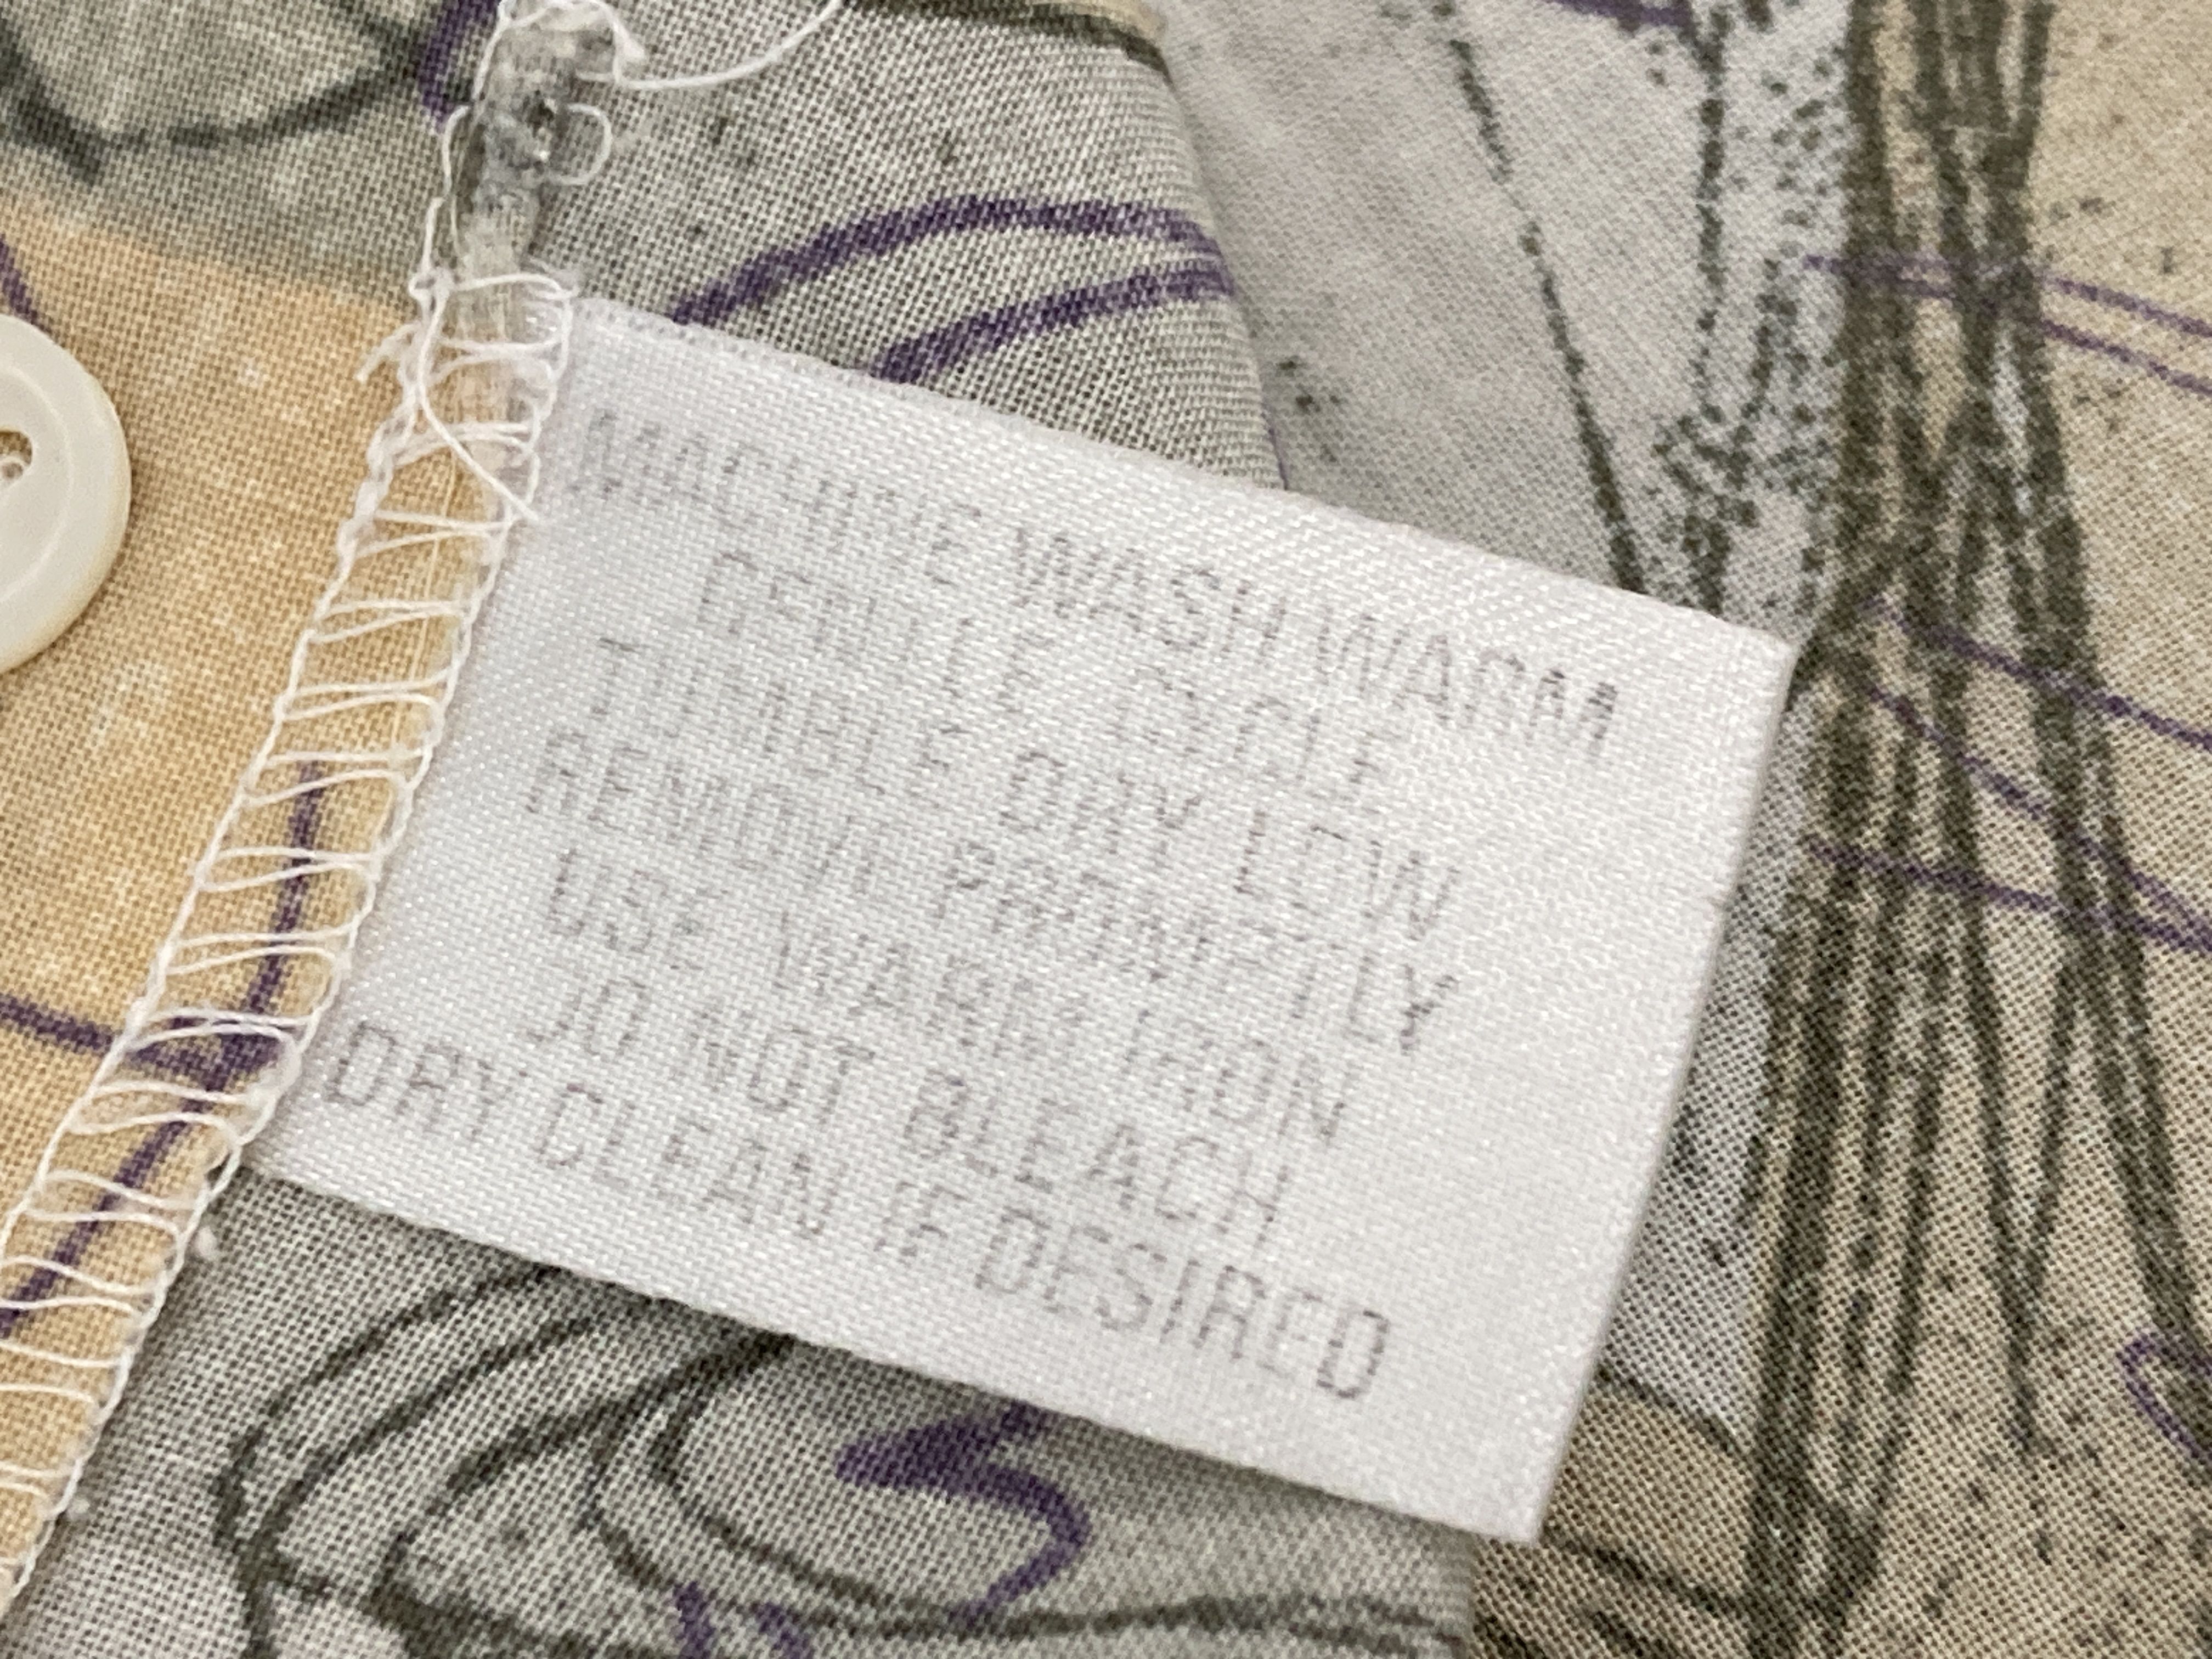 MACHINE WASH WARM
GENTLE CYCLE
TUMBLE DRY LOW
REMOVE PROMPTLY
USE WARM IRON
DO NOT BLEACH
DRY CLEAN IF DESIRED